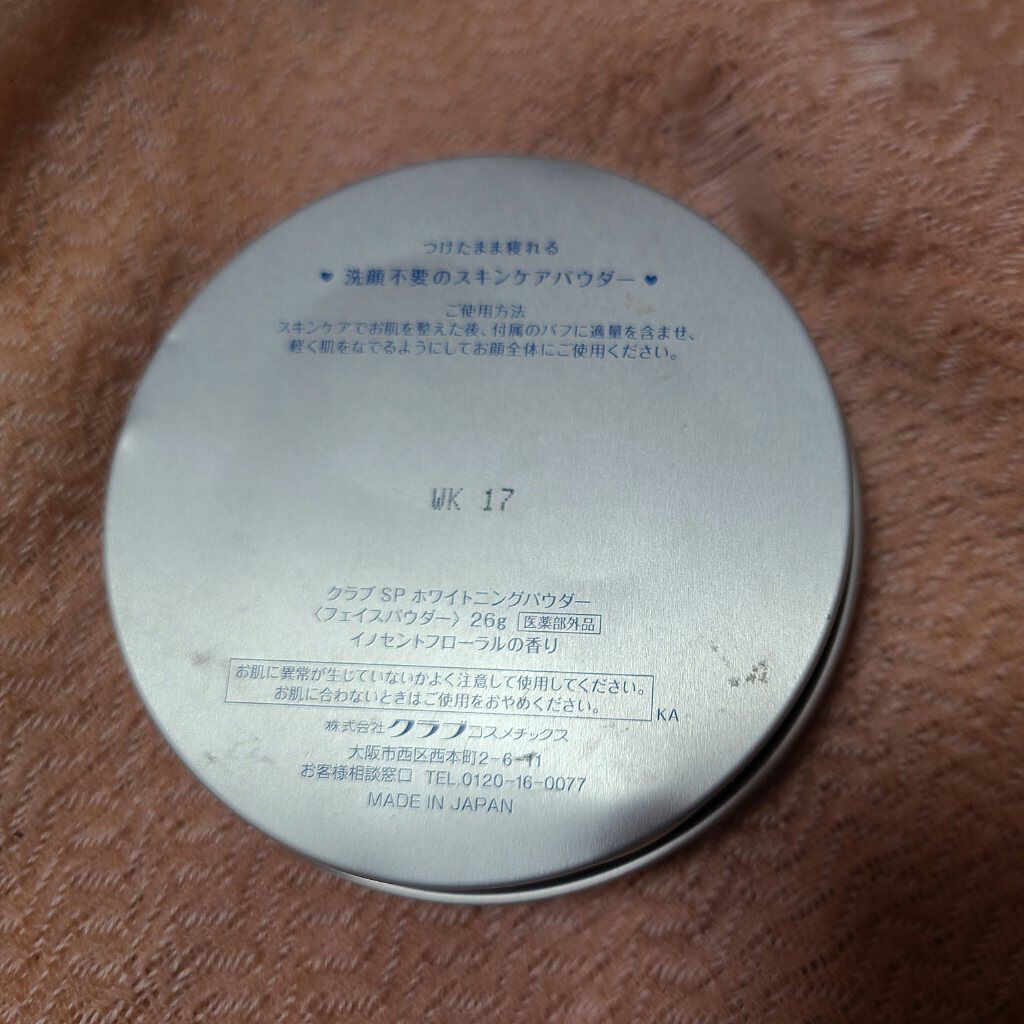 つけたまま寝れる
♥ 洗顔不要のスキンケアパウダー ♥
ご使用方法
スキンケアでお肌を整えた後、付属のパフに適量を含ませ、
軽く肌をなでるようにしてお顔全体にご使用ください。
WK 17
クラブ SP ホワイトニングパウダー
〈フェイスパウダー〉 26g 医薬部外品
イノセントフローラルの香り
お肌に異常が生じていないかよく注意して使用してください。
お肌に合わないときはご使用をおやめください。
KA
株式会社 クラブコスメチックス
大阪市西区西本町2-6-11
お客様相談窓口 TEL.0120-16-0077
MADE IN JAPAN